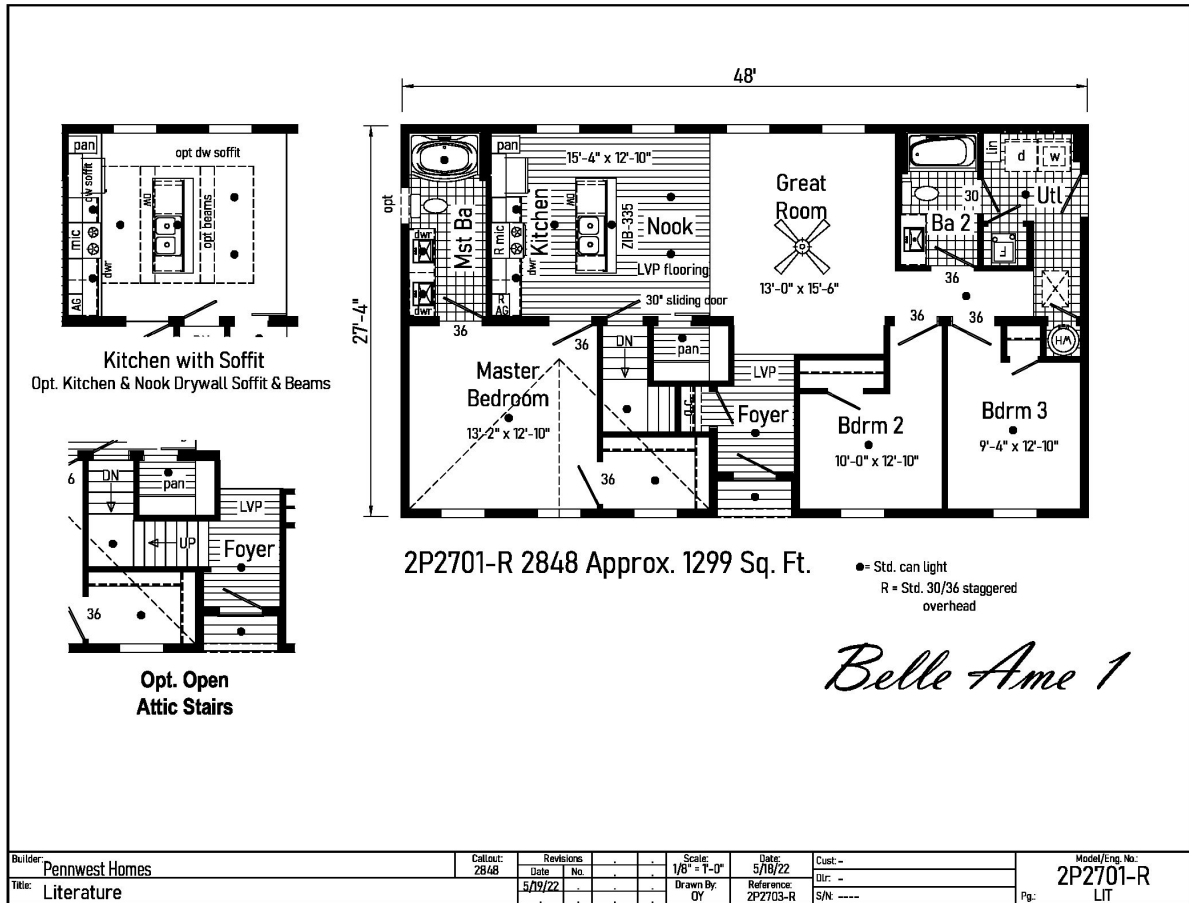 48'
27'-4"
pan
opt dw soffit
dw soffit
mic
dwr
AG
DW
opt beams
Kitchen with Soffit
Opt. Kitchen & Nook Drywall Soffit & Beams
opt
Mst Ba
dwr
dwr
36
pan
15'-4" x 12'-10"
Kitchen
R mic
dwr
R
AG
DW
ZIB-335
Nook
LVP flooring
30" sliding door
Great
Room
13'-0" x 15'-6"
lin
d
w
30
Utl
Ba 2
36
36
36
X
HW
Master
Bedroom
13'-2" x 12'-10"
36
DN
pan
LVP
Foyer
36
Bdrm 2
10'-0" x 12'-10"
Bdrm 3
9'-4" x 12'-10"
DN
pan
LVP
UP
Foyer
36
Opt. Open
Attic Stairs
2P2701-R 2848 Approx. 1299 Sq. Ft.
= Std. can light
R = Std. 30/36 staggered
overhead
Belle Ame 1
Builder: Pennwest Homes
Title: Literature
Callout:
2848
Revisions
Date No.
5/19/22
Scale:
1/8" = 1'-0"
Drawn By:
OY
Date:
5/18/22
Reference:
2P2703-R
Cust: -
Dlr: -
S/N: ----
Model/Eng. No.:
2P2701-R
Pg.: LIT